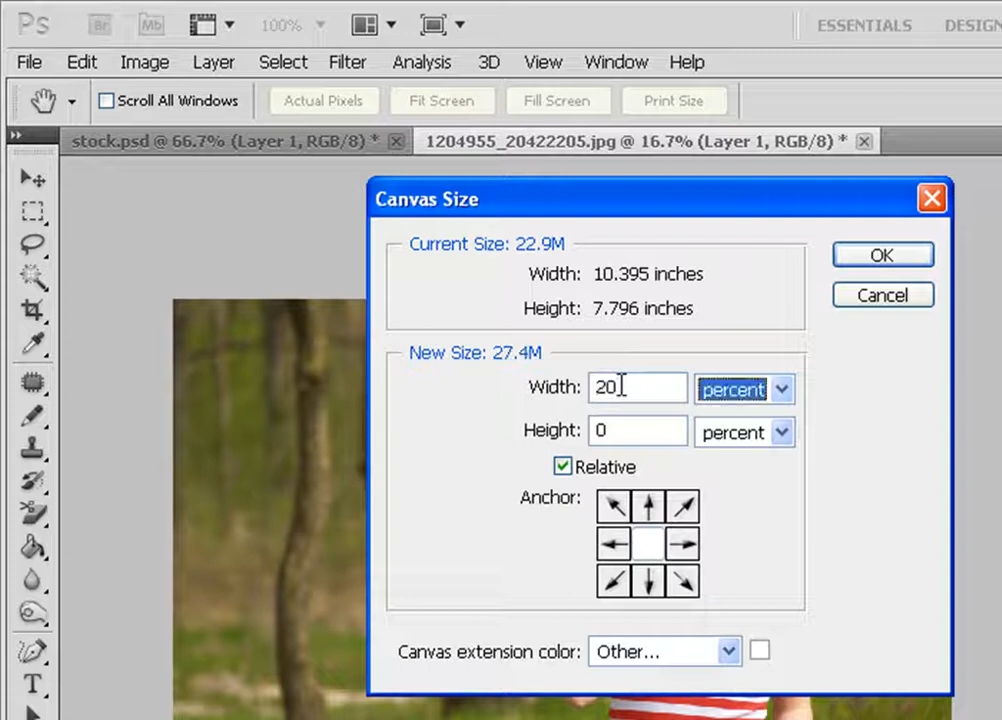 Ps Br Mb 100% ESSENTIALS DESIGN
File Edit Image Layer Select Filter Analysis 3D View Window Help
Scroll All Windows Actual Pixels Fit Screen Fill Screen Print Size
stock.psd @ 66.7% (Layer 1, RGB/8) * 1204955_20422205.jpg @ 16.7% (Layer 1, RGB/8) *
Canvas Size
Current Size: 22.9M
OK
Width: 10.395 inches
Cancel
Height: 7.796 inches
New Size: 27.4M
Width: 20 percent
Height: 0 percent
Relative
Anchor:
Canvas extension color: Other...
T